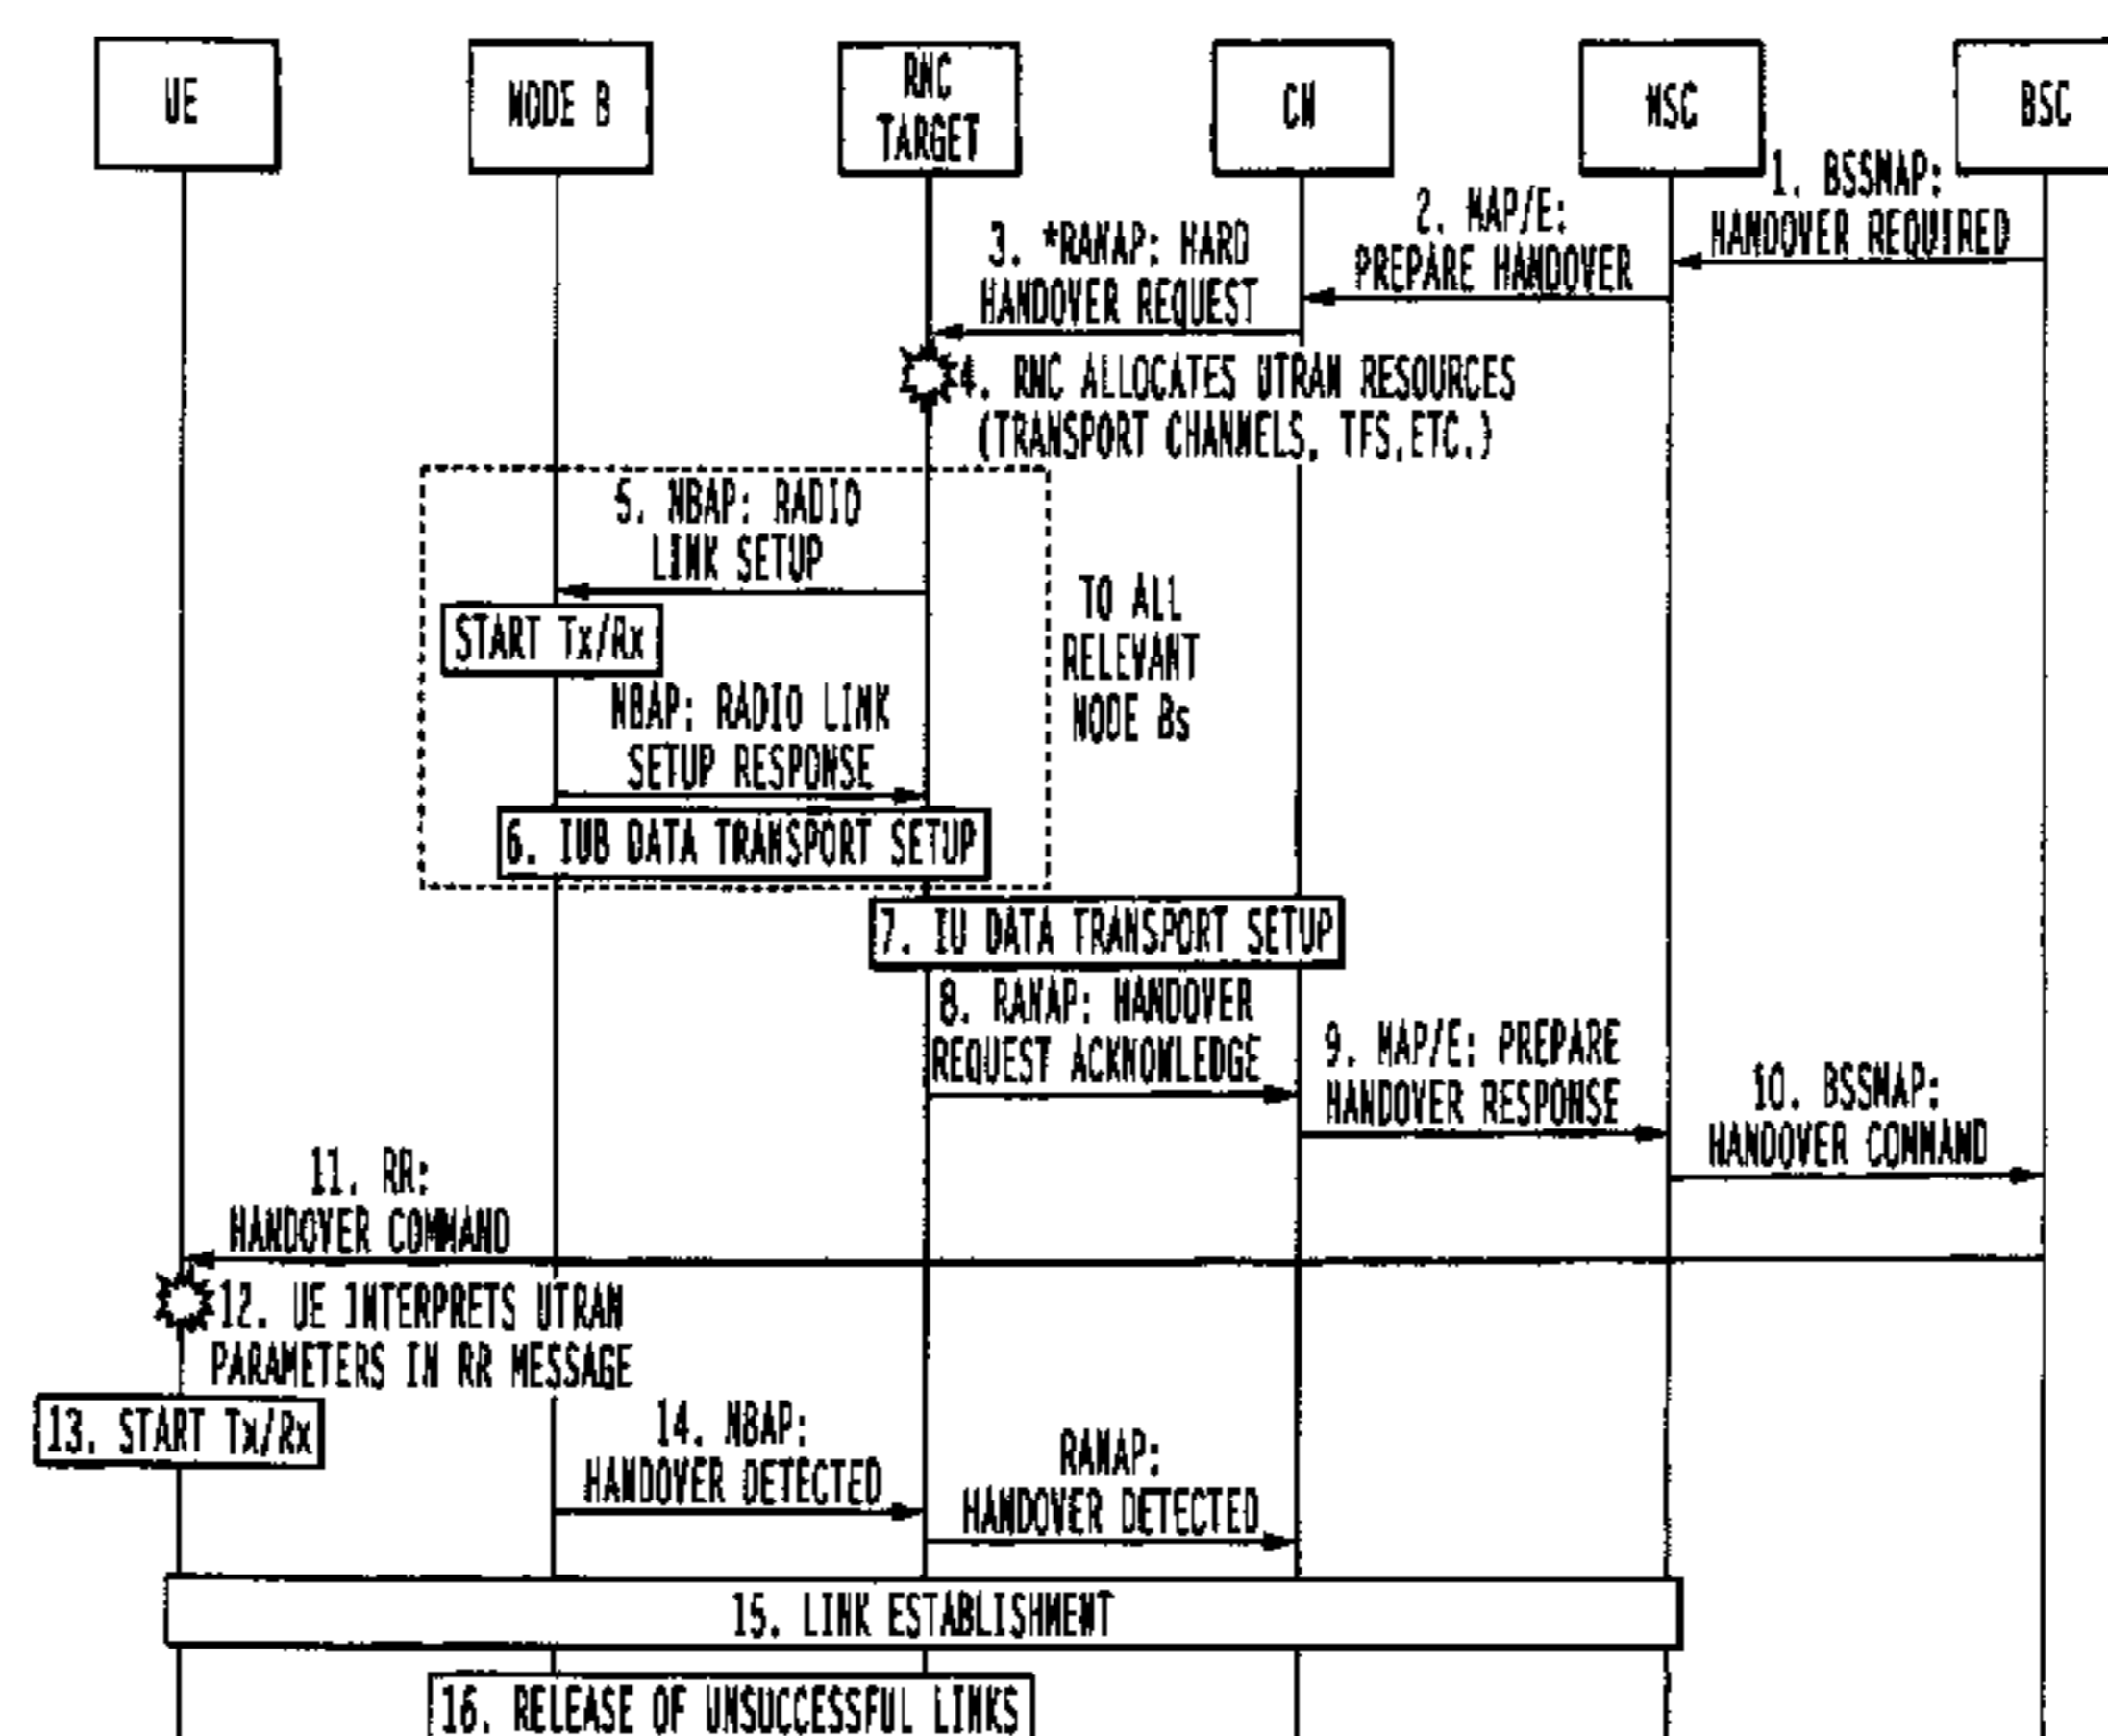 UE
NODE B
RNC
TARGET
CN
MSC
BSC
1. BSSMAP:
HANDOVER REQUIRED
2. MAP/E:
PREPARE HANDOVER
3. *RANAP: HARD
HANDOVER REQUEST
4. RNC ALLOCATES UTRAN RESOURCES
(TRANSPORT CHANNELS, TFS,ETC.)
5. NBAP: RADIO
LINK SETUP
START Tx/Rx
TO ALL
RELEVANT
NODE Bs
NBAP: RADIO LINK
SETUP RESPONSE
6. IUB DATA TRANSPORT SETUP
7. IU DATA TRANSPORT SETUP
8. RANAP: HANDOVER
REQUEST ACKNOWLEDGE
9. MAP/E: PREPARE
HANDOVER RESPONSE
10. BSSMAP:
HANDOVER COMMAND
11. RR:
HANDOVER COMMAND
12. UE INTERPRETS UTRAN
PARAMETERS IN RR MESSAGE
13. START Tx/Rx
14. NBAP:
HANDOVER DETECTED
RANAP:
HANDOVER DETECTED
15. LINK ESTABLISHMENT
16. RELEASE OF UNSUCCESSFUL LINKS